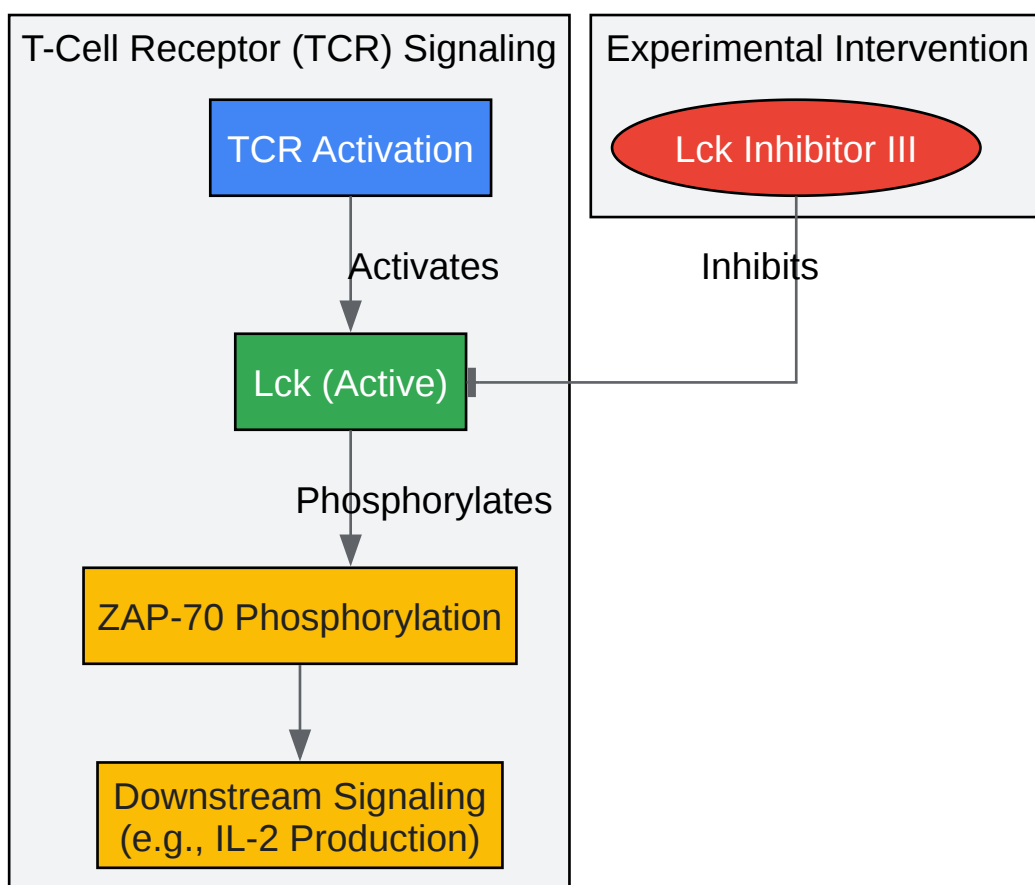 T-Cell Receptor (TCR) Signaling
Experimental Intervention
TCR Activation
Lck Inhibitor III
Activates
Inhibits
Lck (Active)
Phosphorylates
ZAP-70 Phosphorylation
Downstream Signaling
(e.g., IL-2 Production)